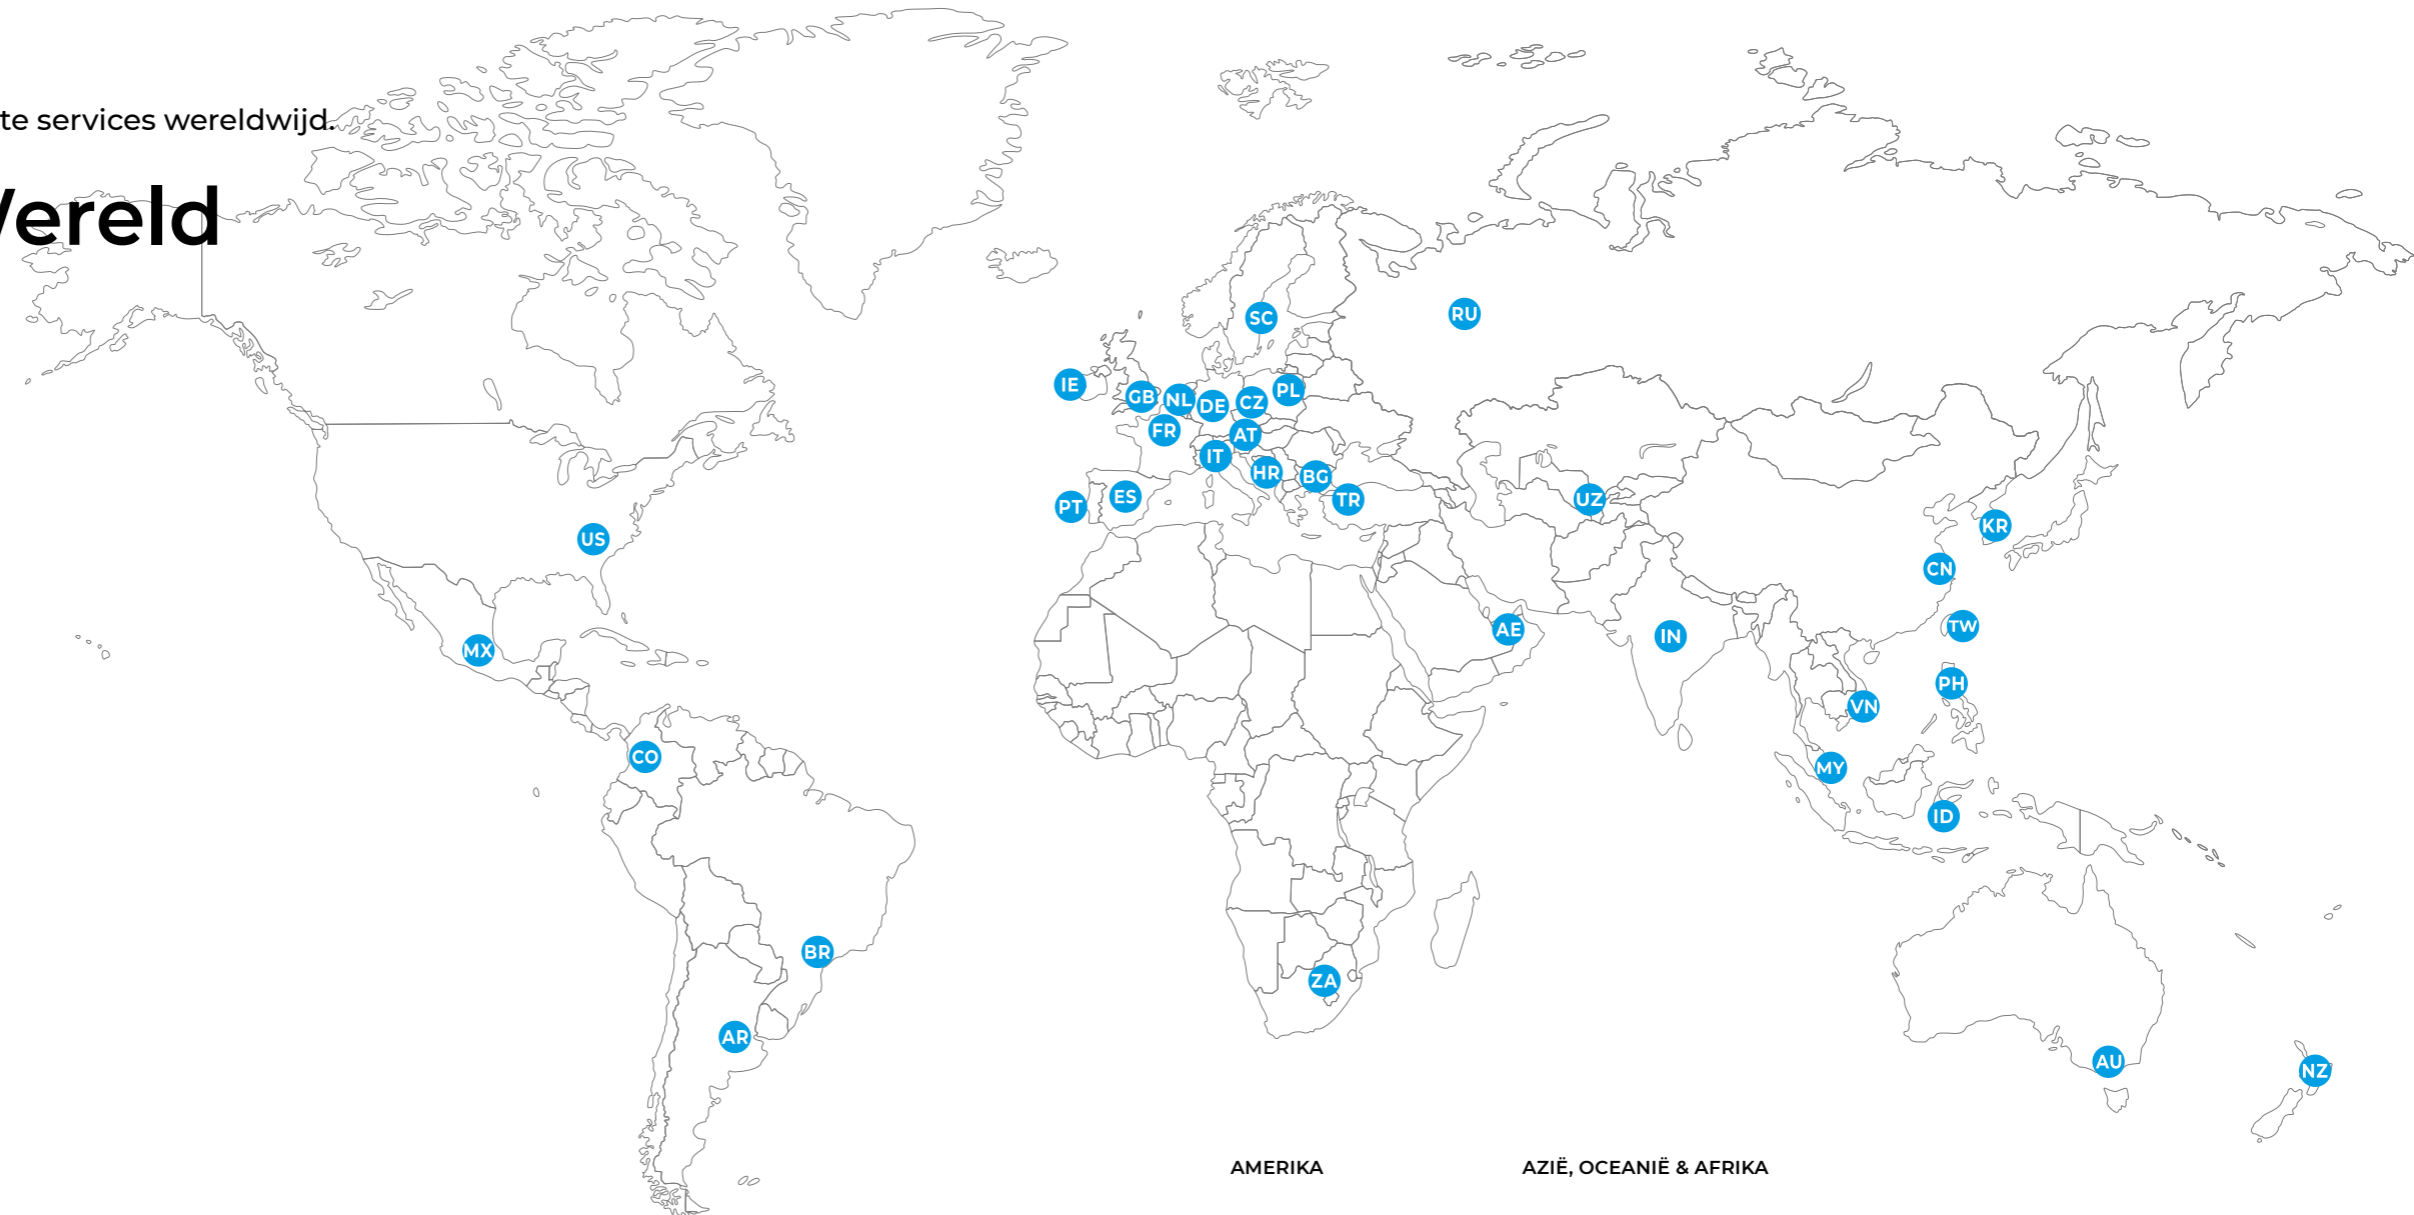 te services wereldwijd.
Wereld
SC
RU
IE
GB
NL
DE
CZ
PL
FR
AT
IT
HR
BG
PT
ES
TR
UZ
US
KR
CN
TW
AE
IN
MX
PH
VN
CO
MY
ID
BR
ZA
AR
AU
NZ
AMERIKA
AZIË, OCEANIË & AFRIKA